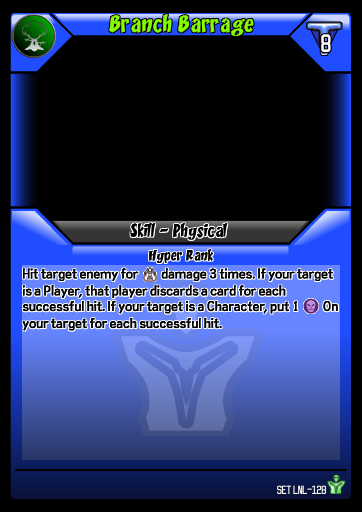 Branch Barrage
8
Skill - Physical
Hyper Rank
Hit target enemy for damage 3 times. If your target
is a Player, that player discards a card for each
successful hit. If your target is a Character, put 1 On
your target for each successful hit.
SET LNL-128